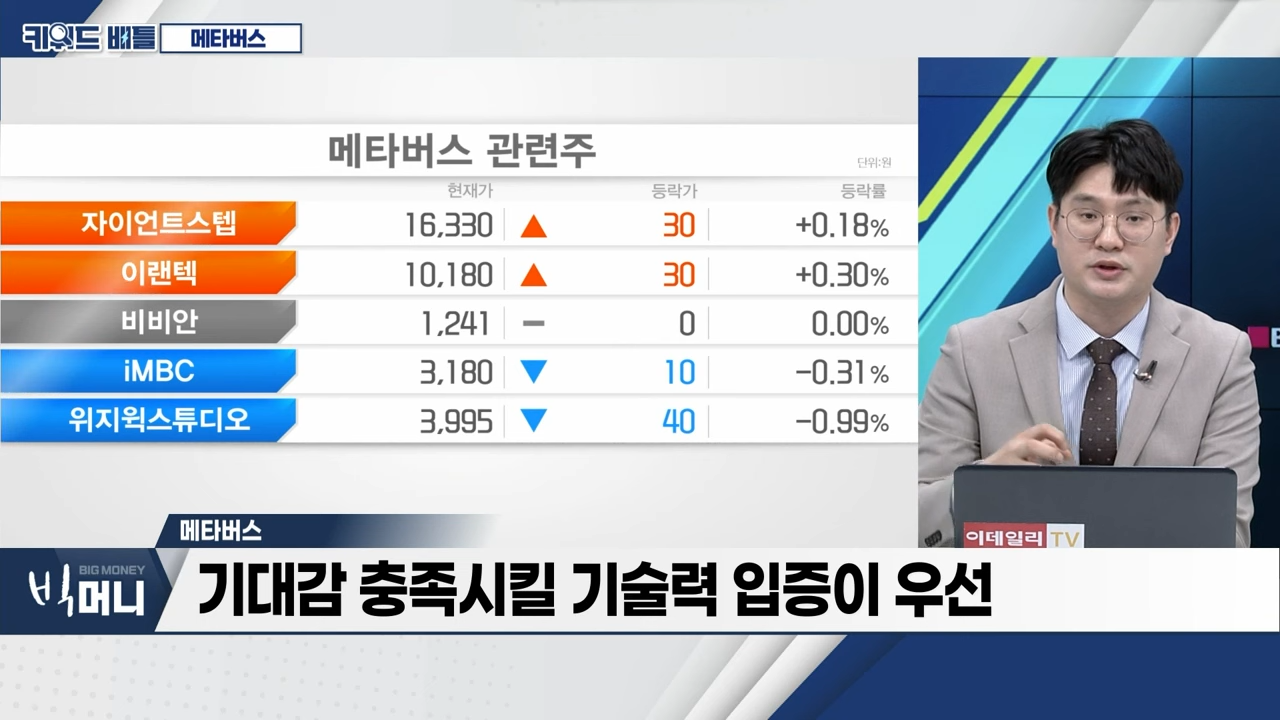 키워드 배틀 메타버스
메타버스 관련주
단위:원
현재가 등락가 등락률
자이언트스텝 16,330 ▲ 30 +0.18%
이랜텍 10,180 ▲ 30 +0.30%
비비안 1,241 - 0 0.00%
iMBC 3,180 ▼ 10 -0.31%
위지윅스튜디오 3,995 ▼ 40 -0.99%
이데일리 TV
메타버스
BIG MONEY
빅머니
기대감 충족시킬 기술력 입증이 우선